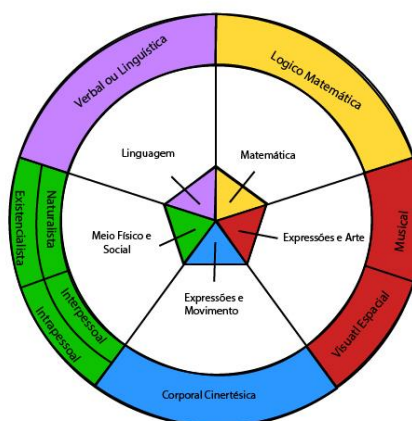 Verbal ou Linguística
Logico Matemática
Linguagem
Matemática
Existencialista
Naturalista
Meio Físico e
Social
Expressões e Arte
Musical
Expressões e
Movimento
Interpessoal
Intrapessoal
Visuatl Espacial
Corporal Cinertésica